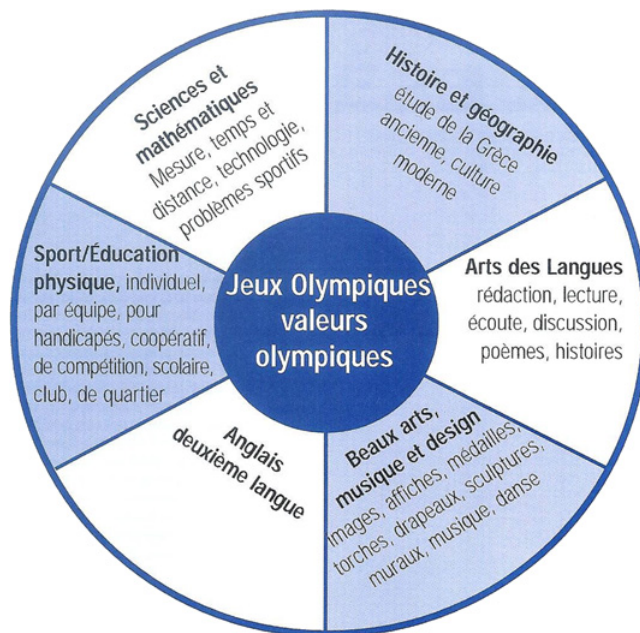 Sciences et
mathématiques
Mesure, temps et
distance, technologie,
problèmes sportifs
Histoire et géographie
étude de la Grèce
ancienne, culture
moderne
Sport/Éducation
physique, individuel,
par équipe, pour
handicapés, coopératif,
de compétition, scolaire,
club, de quartier
Jeux Olympiques
valeurs
olympiques
Arts des Langues
rédaction, lecture,
écoute, discussion,
poèmes, histoires
Anglais
deuxième langue
Beaux arts,
musique et design
images, affiches, médailles,
torches, drapeaux, sculptures,
muraux, musique, danse